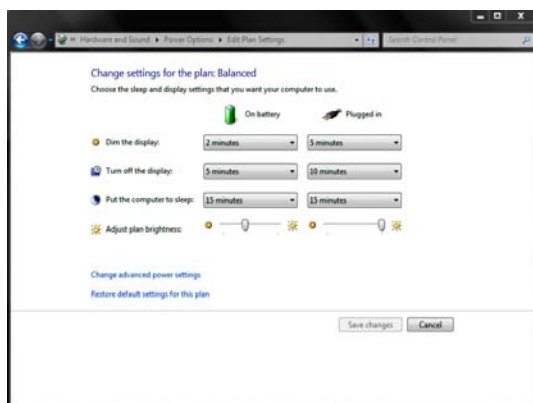 « Hardware and Sound ▸ Power Options ▸ Edit Plan Settings Search Control Panel
Change settings for the plan: Balanced
Choose the sleep and display settings that you want your computer to use.
On battery Plugged in
Dim the display: 2 minutes 5 minutes
Turn off the display: 5 minutes 10 minutes
Put the computer to sleep: 15 minutes 15 minutes
Adjust plan brightness:
Change advanced power settings
Restore default settings for this plan
Save changes Cancel